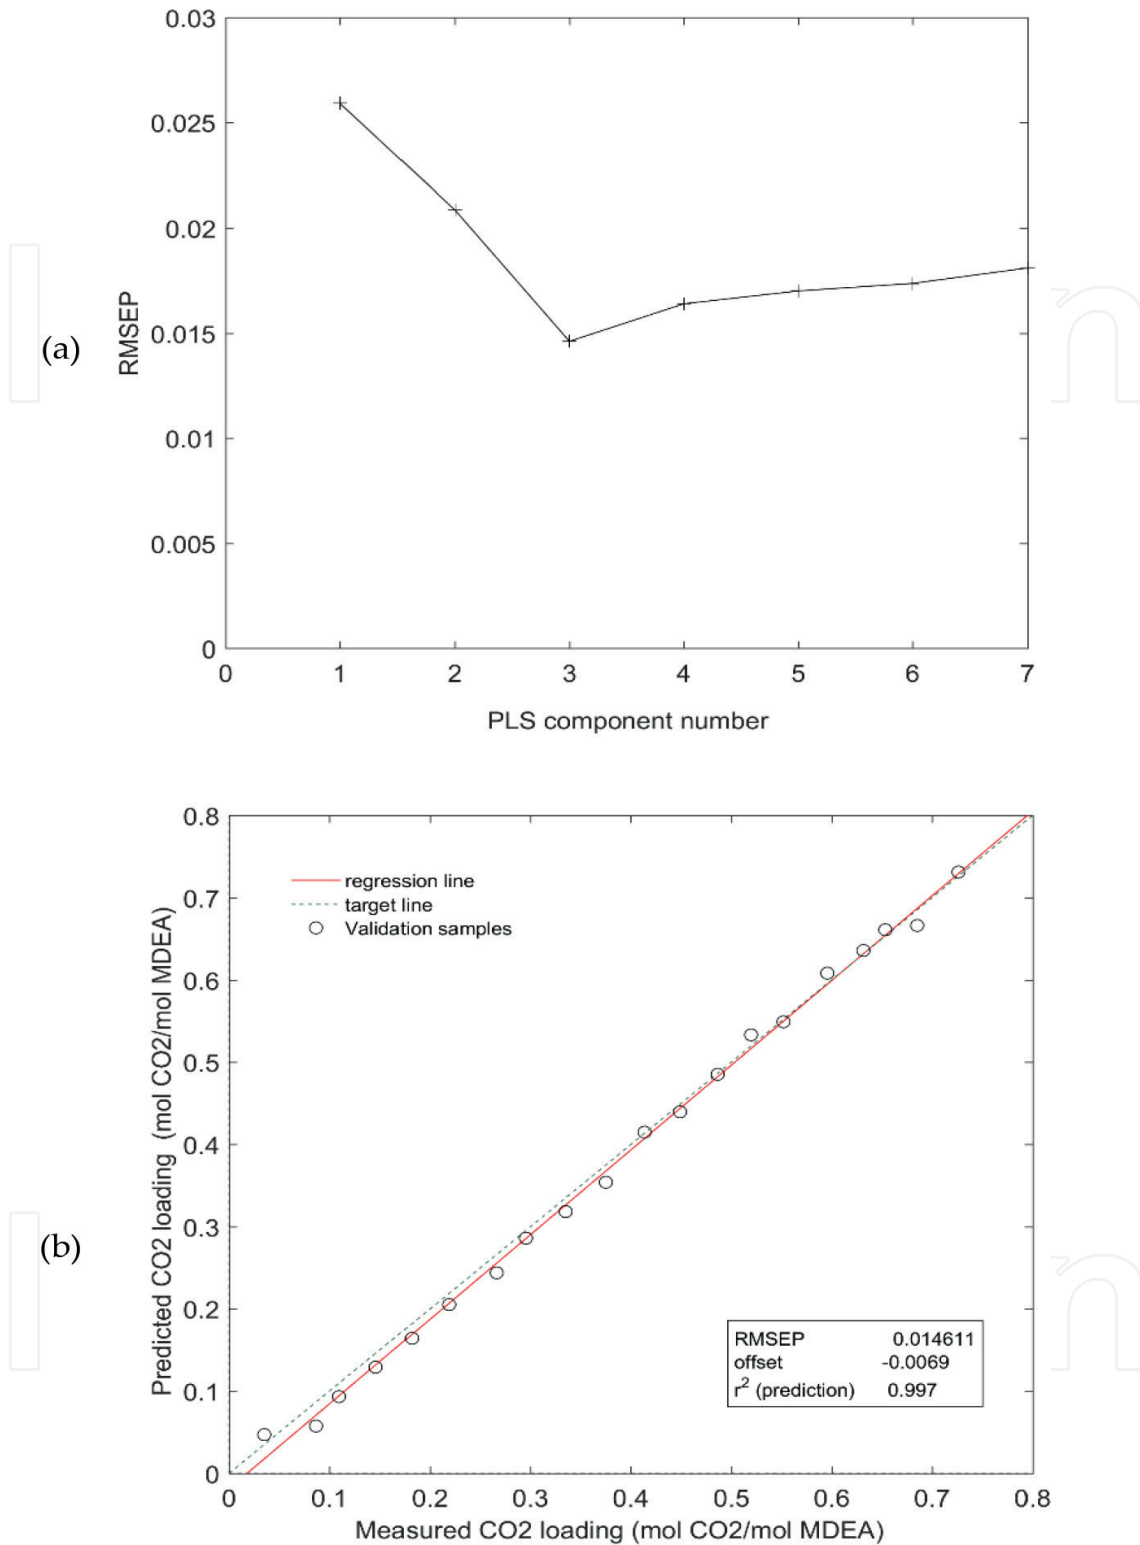 0.03
0.025
0.02
0.015
0.01
0.005
0
RMSEP
(a)
0 1 2 3 4 5 6 7
PLS component number
0.8
0.7
0.6
0.5
0.4
0.3
0.2
0.1
0
Predicted CO2 loading (mol CO2/mol MDEA)
(b)
regression line
target line
Validation samples
RMSEP 0.014611
offset -0.0069
r² (prediction) 0.997
0 0.1 0.2 0.3 0.4 0.5 0.6 0.7 0.8
Measured CO2 loading (mol CO2/mol MDEA)